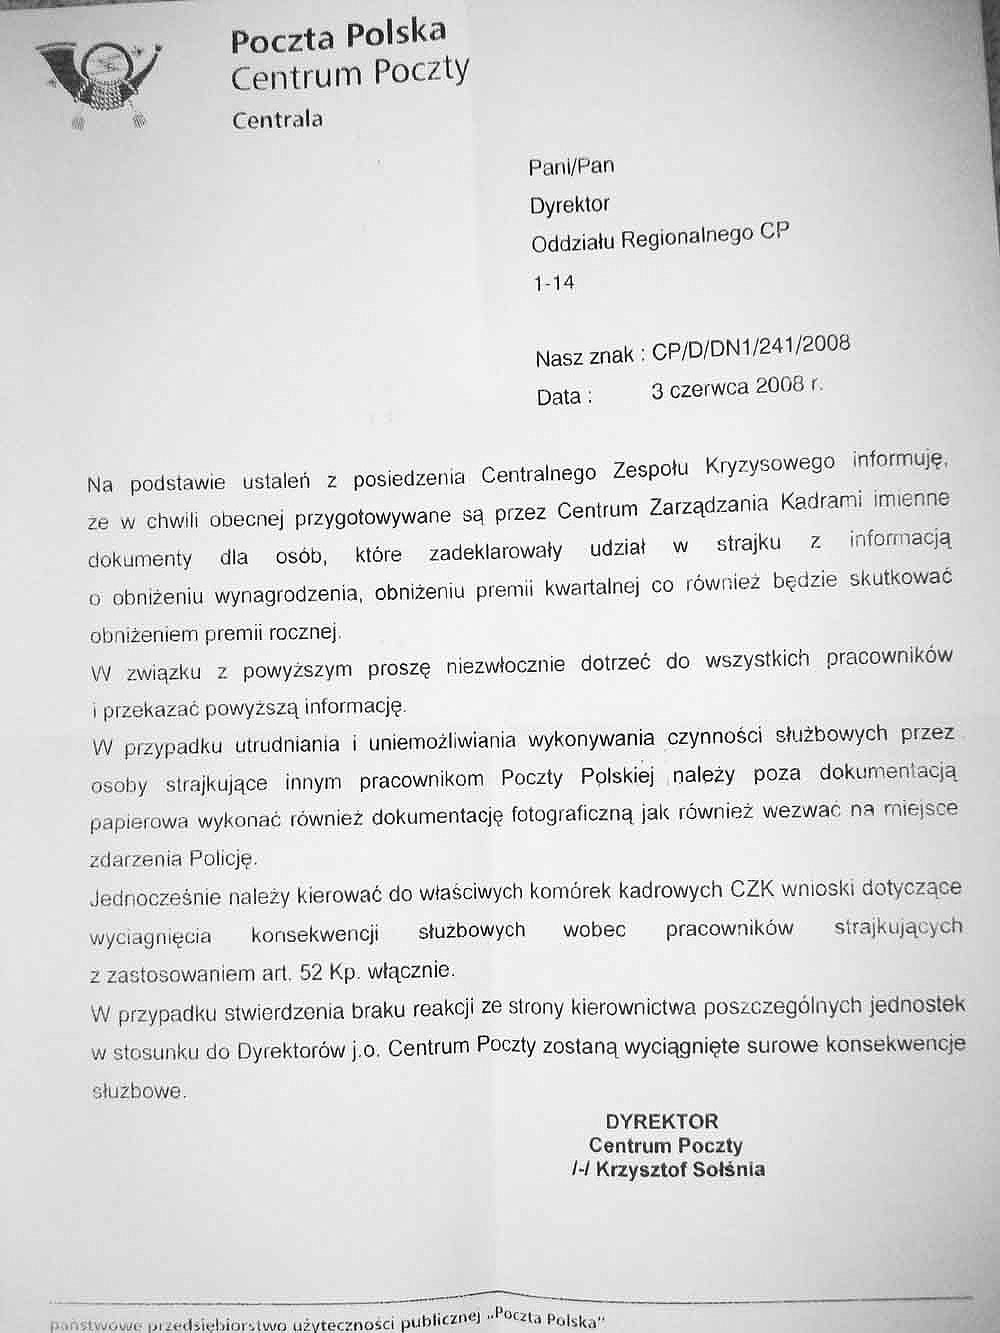 Poczta Polska
Centrum Poczty
Centrala
Pani/Pan
Dyrektor
Oddziału Regionalnego CP
1-14
Nasz znak : CP/D/DN1/241/2008
Data : 3 czerwca 2008 r.
Na podstawie ustaleń z posiedzenia Centralnego Zespołu Kryzysowego informuję,
że w chwili obecnej przygotowywane są przez Centrum Zarządzania Kadrami imienne
dokumenty dla osób, które zadeklarowały udział w strajku z informacją
o obniżeniu wynagrodzenia, obniżeniu premii kwartalnej co również będzie skutkować
obniżeniem premii rocznej.
W związku z powyższym proszę niezwłocznie dotrzeć do wszystkich pracowników
i przekazać powyższą informację.
W przypadku utrudniania i uniemożliwiania wykonywania czynności służbowych przez
osoby strajkujące innym pracownikom Poczty Polskiej należy poza dokumentacją
papierowa wykonać również dokumentację fotograficzną jak również wezwać na miejsce
zdarzenia Policję.
Jednocześnie należy kierować do właściwych komórek kadrowych CZK wnioski dotyczące
wyciagnięcia konsekwencji służbowych wobec pracowników strajkujących
z zastosowaniem art. 52 Kp. włącznie.
W przypadku stwierdzenia braku reakcji ze strony kierownictwa poszczególnych jednostek
w stosunku do Dyrektorów j.o. Centrum Poczty zostaną wyciągnięte surowe konsekwencje
służbowe.
DYREKTOR
Centrum Poczty
/-/ Krzysztof Sołśnia
państwowe przedsiębiorstwo użyteczności publicznej „Poczta Polska"